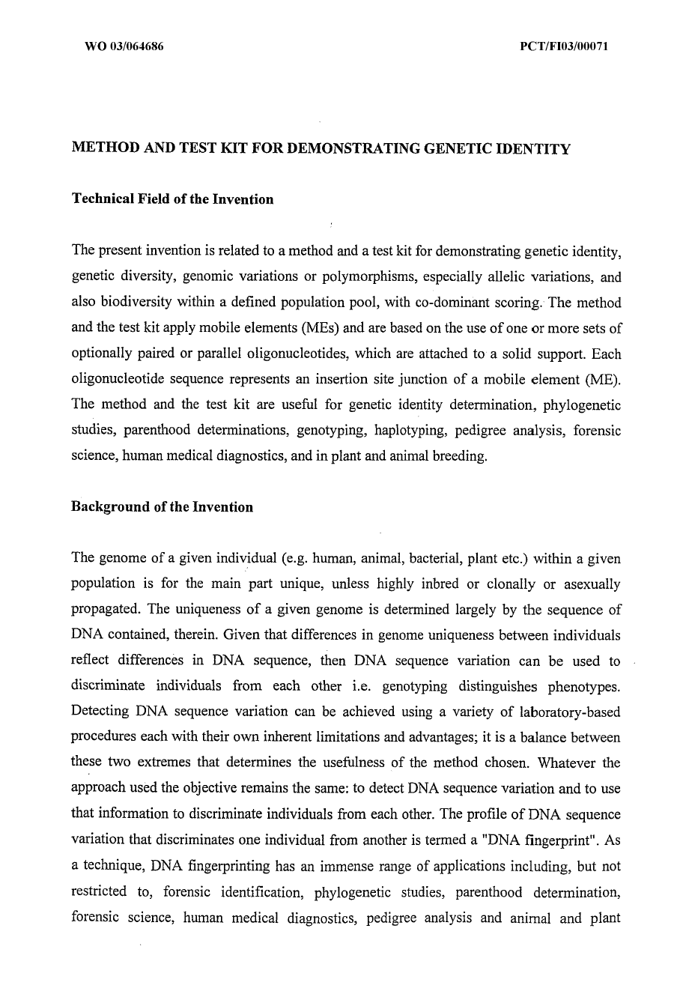 WO 03/064686 PCT/FI03/00071
METHOD AND TEST KIT FOR DEMONSTRATING GENETIC IDENTITY
Technical Field of the Invention
The present invention is related to a method and a test kit for demonstrating genetic identity,
genetic diversity, genomic variations or polymorphisms, especially allelic variations, and
also biodiversity within a defined population pool, with co-dominant scoring. The method
and the test kit apply mobile elements (MEs) and are based on the use of one or more sets of
optionally paired or parallel oligonucleotides, which are attached to a solid support. Each
oligonucleotide sequence represents an insertion site junction of a mobile element (ME).
The method and the test kit are useful for genetic identity determination, phylogenetic
studies, parenthood determinations, genotyping, haplotyping, pedigree analysis, forensic
science, human medical diagnostics, and in plant and animal breeding.
Background of the Invention
The genome of a given individual (e.g. human, animal, bacterial, plant etc.) within a given
population is for the main part unique, unless highly inbred or clonally or asexually
propagated. The uniqueness of a given genome is determined largely by the sequence of
DNA contained, therein. Given that differences in genome uniqueness between individuals
reflect differences in DNA sequence, then DNA sequence variation can be used to
discriminate individuals from each other i.e. genotyping distinguishes phenotypes.
Detecting DNA sequence variation can be achieved using a variety of laboratory-based
procedures each with their own inherent limitations and advantages; it is a balance between
these two extremes that determines the usefulness of the method chosen. Whatever the
approach used the objective remains the same: to detect DNA sequence variation and to use
that information to discriminate individuals from each other. The profile of DNA sequence
variation that discriminates one individual from another is termed a "DNA fingerprint". As
a technique, DNA fingerprinting has an immense range of applications including, but not
restricted to, forensic identification, phylogenetic studies, parenthood determination,
forensic science, human medical diagnostics, pedigree analysis and animal and plant